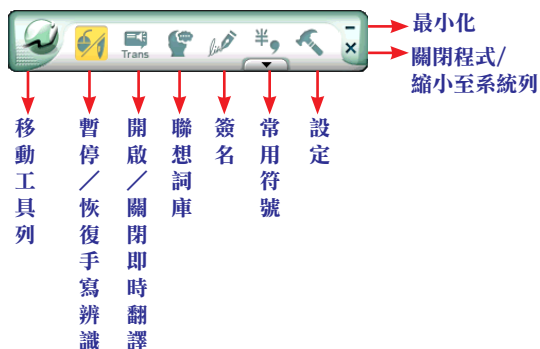 Trans
半,
最小化
關閉程式/
縮小至系統列
移動工具列
暫停／恢復手寫辨識
開啟／關閉即時翻譯
聯想詞庫
簽名
常用符號
設定